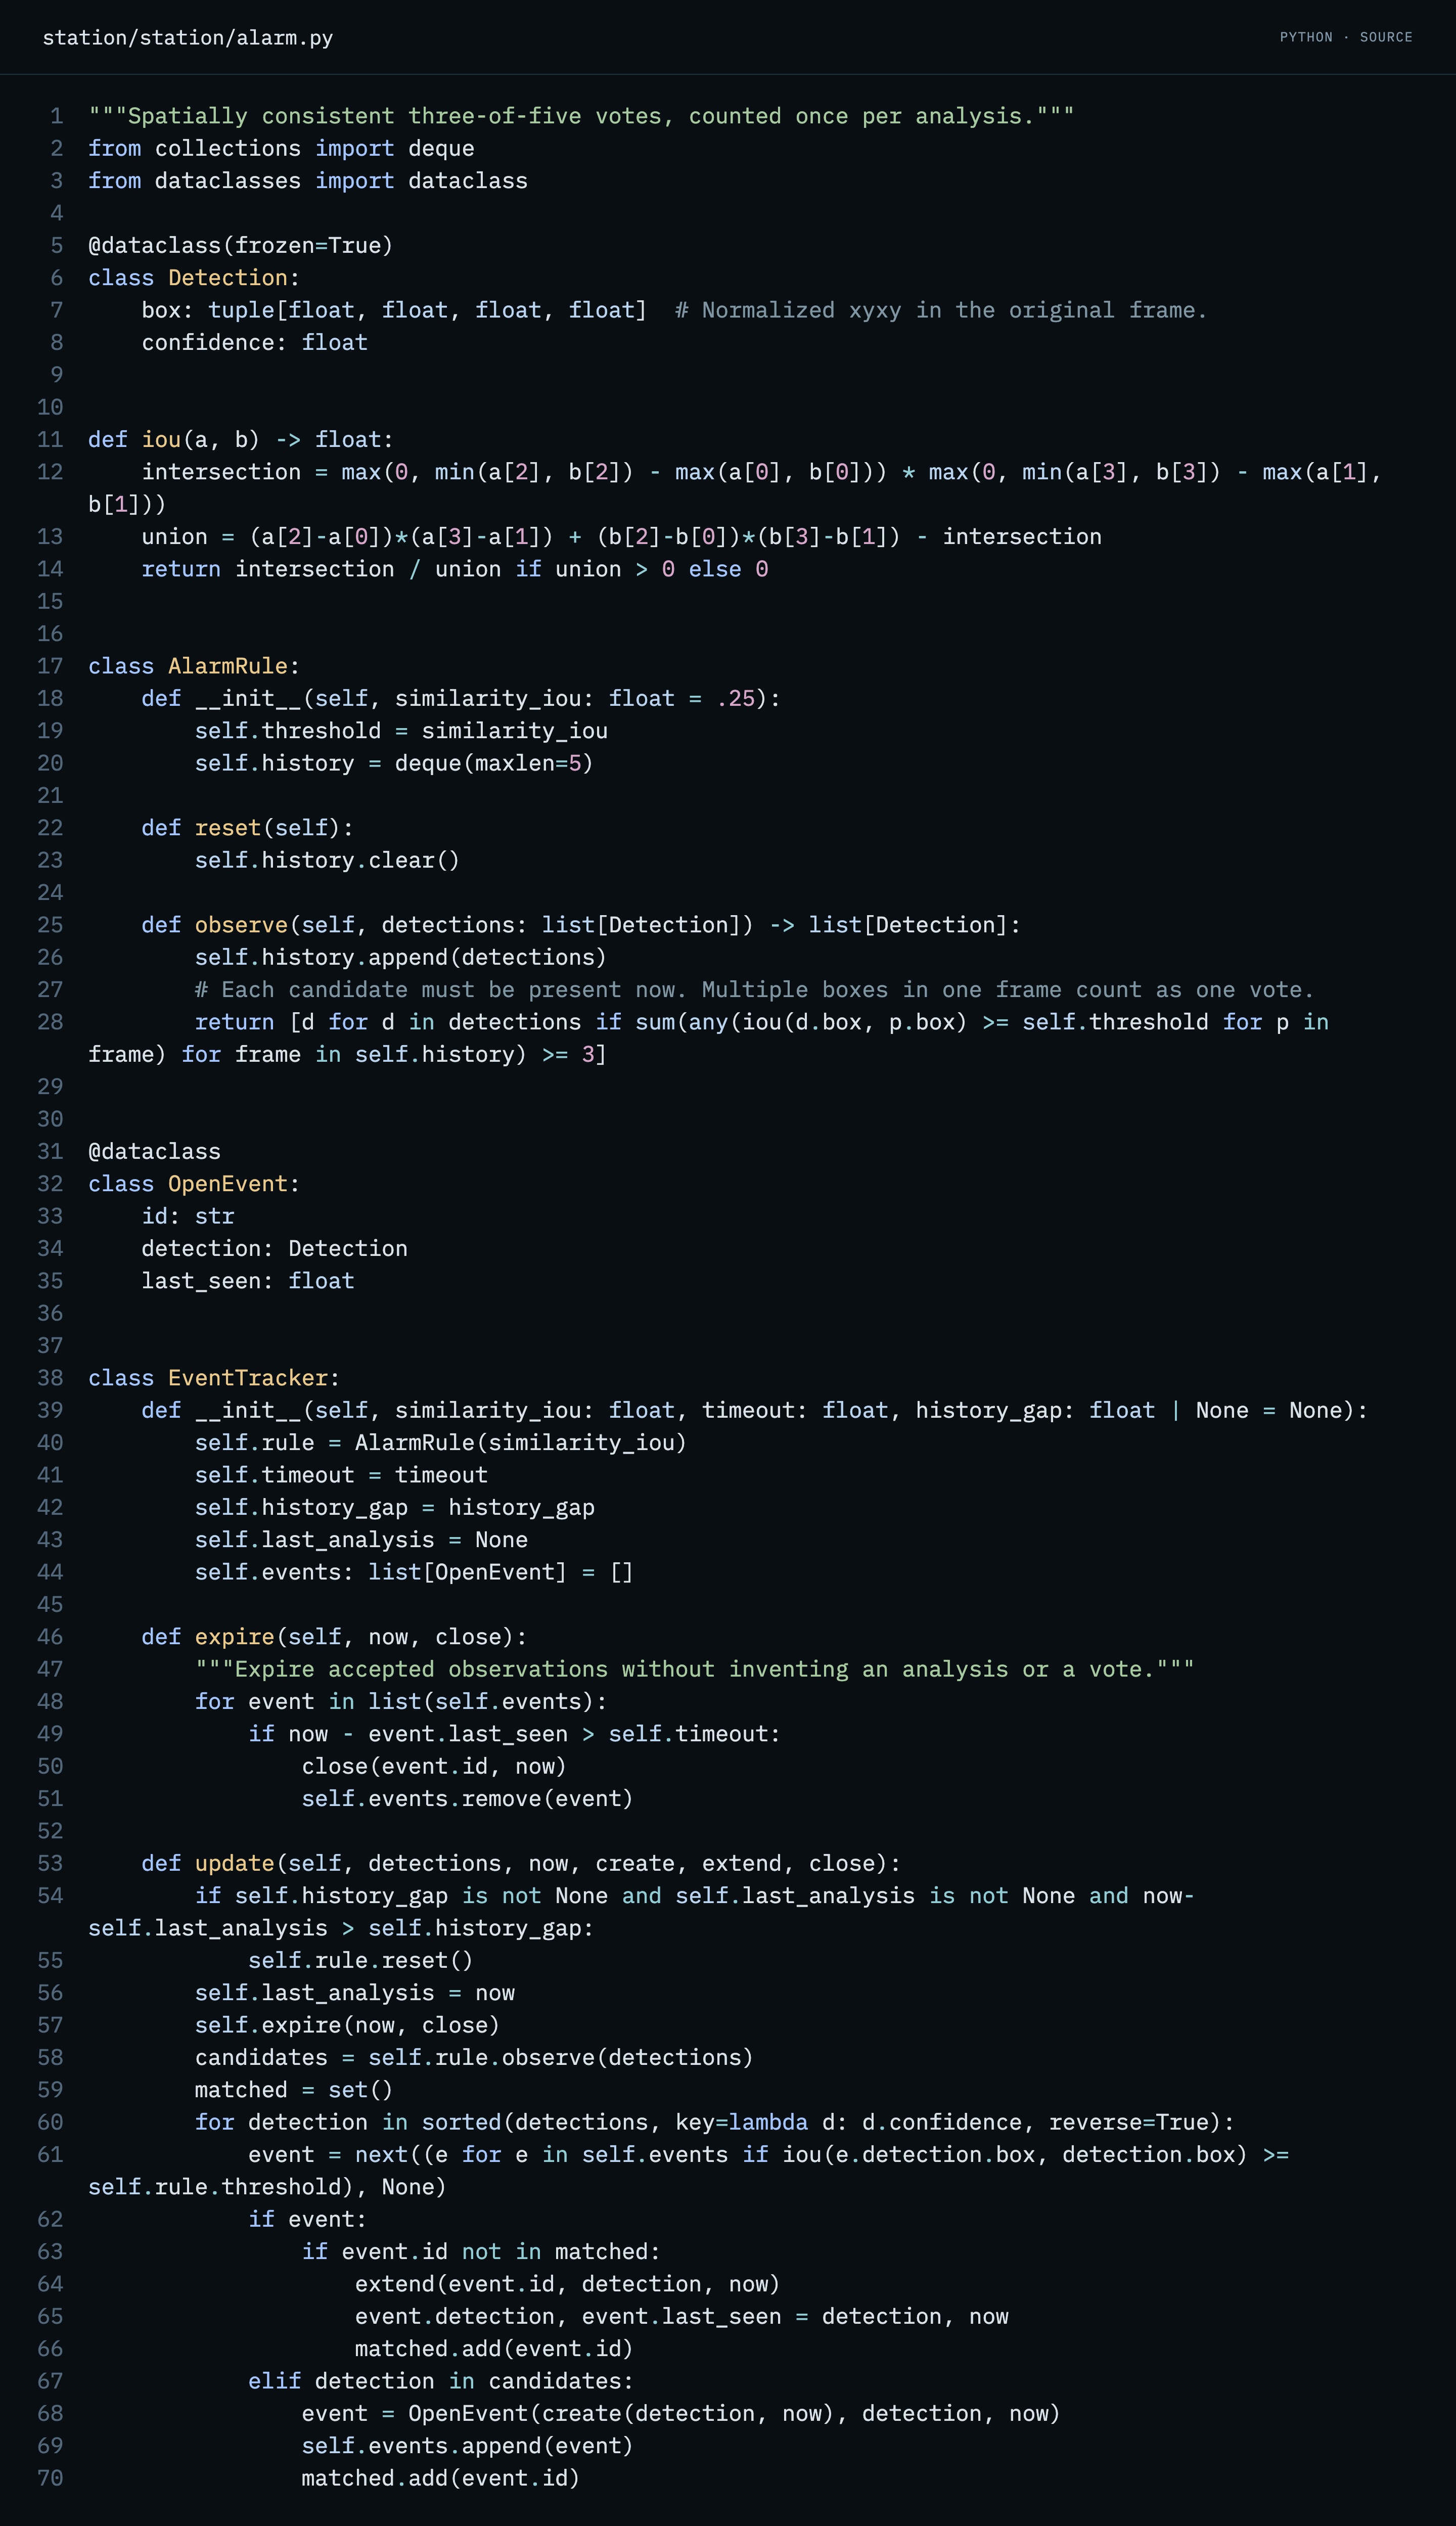 station/station/alarm.py
PYTHON · SOURCE
1 """Spatially consistent three-of-five votes, counted once per analysis."""
2 from collections import deque
3 from dataclasses import dataclass
4
5 @dataclass(frozen=True)
6 class Detection:
7     box: tuple[float, float, float, float]  # Normalized xyxy in the original frame.
8     confidence: float
9
10
11 def iou(a, b) -> float:
12     intersection = max(0, min(a[2], b[2]) - max(a[0], b[0])) * max(0, min(a[3], b[3]) - max(a[1],
b[1]))
13     union = (a[2]-a[0])*(a[3]-a[1]) + (b[2]-b[0])*(b[3]-b[1]) - intersection
14     return intersection / union if union > 0 else 0
15
16
17 class AlarmRule:
18     def __init__(self, similarity_iou: float = .25):
19         self.threshold = similarity_iou
20         self.history = deque(maxlen=5)
21
22     def reset(self):
23         self.history.clear()
24
25     def observe(self, detections: list[Detection]) -> list[Detection]:
26         self.history.append(detections)
27         # Each candidate must be present now. Multiple boxes in one frame count as one vote.
28         return [d for d in detections if sum(any(iou(d.box, p.box) >= self.threshold for p in
frame) for frame in self.history) >= 3]
29
30
31 @dataclass
32 class OpenEvent:
33     id: str
34     detection: Detection
35     last_seen: float
36
37
38 class EventTracker:
39     def __init__(self, similarity_iou: float, timeout: float, history_gap: float | None = None):
40         self.rule = AlarmRule(similarity_iou)
41         self.timeout = timeout
42         self.history_gap = history_gap
43         self.last_analysis = None
44         self.events: list[OpenEvent] = []
45
46     def expire(self, now, close):
47         """Expire accepted observations without inventing an analysis or a vote."""
48         for event in list(self.events):
49             if now - event.last_seen > self.timeout:
50                 close(event.id, now)
51                 self.events.remove(event)
52
53     def update(self, detections, now, create, extend, close):
54         if self.history_gap is not None and self.last_analysis is not None and now-
self.last_analysis > self.history_gap:
55             self.rule.reset()
56         self.last_analysis = now
57         self.expire(now, close)
58         candidates = self.rule.observe(detections)
59         matched = set()
60         for detection in sorted(detections, key=lambda d: d.confidence, reverse=True):
61             event = next((e for e in self.events if iou(e.detection.box, detection.box) >=
self.rule.threshold), None)
62             if event:
63                 if event.id not in matched:
64                     extend(event.id, detection, now)
65                     event.detection, event.last_seen = detection, now
66                     matched.add(event.id)
67             elif detection in candidates:
68                 event = OpenEvent(create(detection, now), detection, now)
69                 self.events.append(event)
70                 matched.add(event.id)